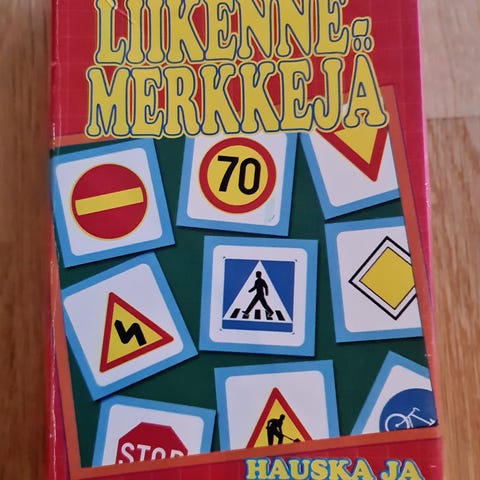 LIIKENNE-
MERKKEJÄ
70
STOP
HAUSKA JA